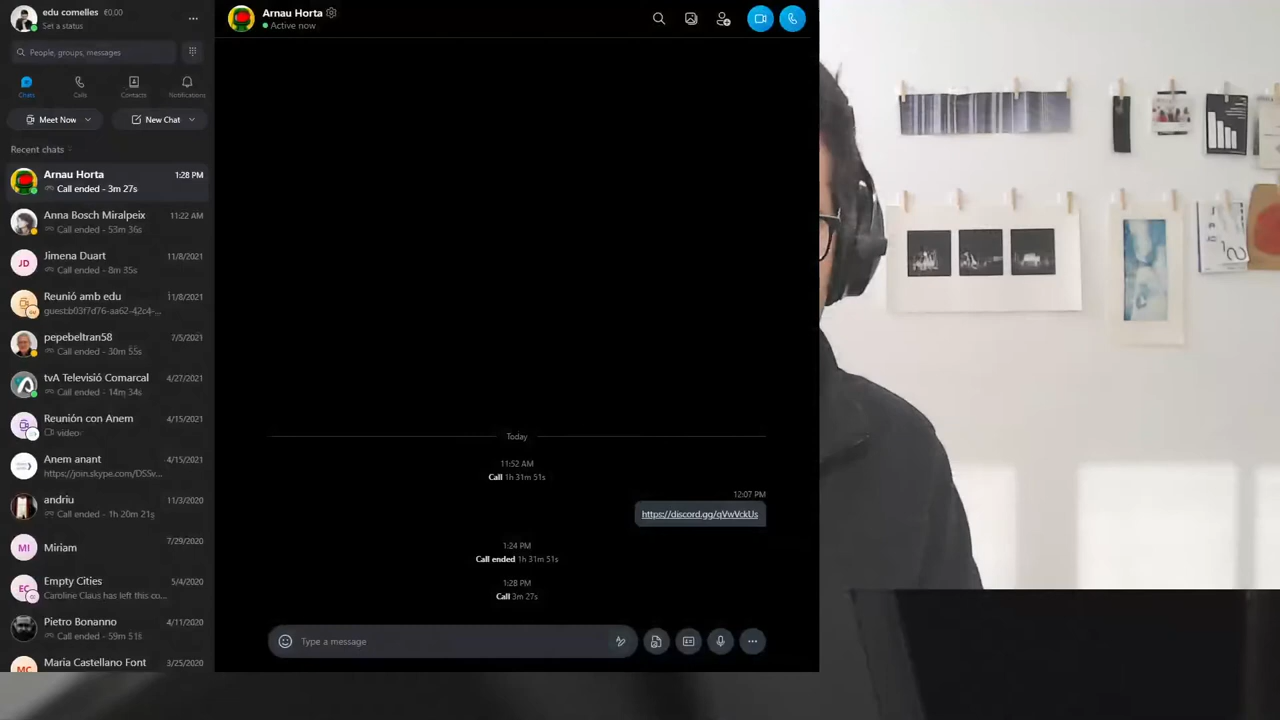 edu comelles €0.00
Set a status
People, groups, messages
Chats
Calls
Contacts
Notifications
Meet Now
New Chat
Recent chats
Arnau Horta 1:28 PM
Call ended - 3m 27s
Anna Bosch Miralpeix 11:22 AM
Call ended - 53m 36s
Jimena Duart 11/8/2021
JD
Call ended - 8m 35s
Reunió amb edu 11/8/2021
guest:b03f7d76-aa62-42c4-...
pepebeltran58 7/5/2021
Call ended - 30m 55s
tvA Televisió Comarcal 4/27/2021
Call ended - 14m 34s
Reunión con Anem 4/15/2021
video
Anem anant 4/15/2021
https://join.skype.com/DSSv...
andriu 11/3/2020
Call ended - 1h 20m 21s
MI
Miriam 7/29/2020
Empty Cities 5/4/2020
EC
Caroline Claus has left this co...
Pietro Bonanno 4/11/2020
Call ended - 59m 51s
Maria Castellano Font 3/25/2020
MC
Arnau Horta
Active now
Today
11:52 AM
Call 1h 31m 51s
12:07 PM
https://discord.gg/qVwVckUs
1:24 PM
Call ended 1h 31m 51s
1:28 PM
Call 3m 27s
Type a message